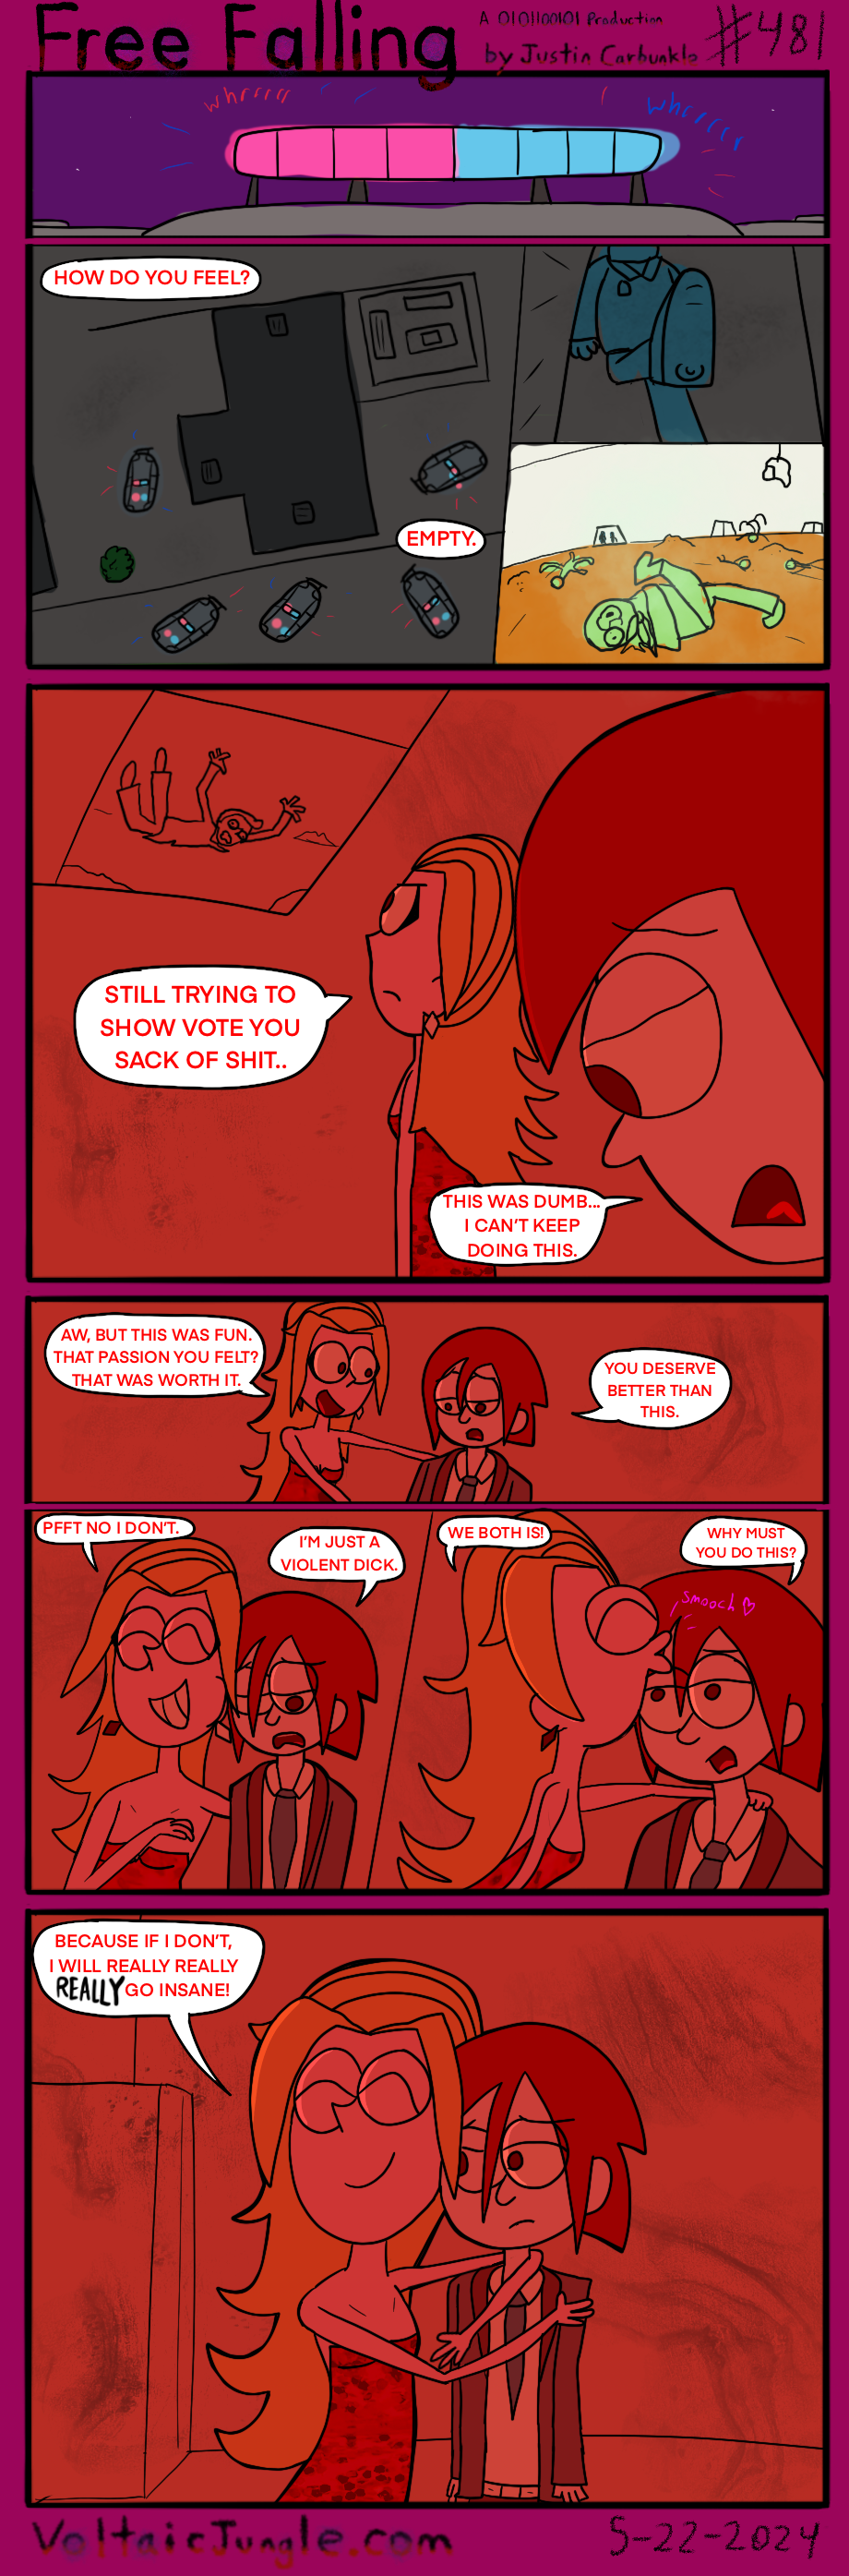 Free Falling
A 0101100101 Production
by Justin Carbunkle
#481
whrrrrr
whrrrrr
HOW DO YOU FEEL?
EMPTY.
STILL TRYING TO
SHOW VOTE YOU
SACK OF SHIT..
THIS WAS DUMB...
I CAN'T KEEP
DOING THIS.
AW, BUT THIS WAS FUN.
THAT PASSION YOU FELT?
THAT WAS WORTH IT.
YOU DESERVE
BETTER THAN
THIS.
PFFT NO I DON'T.
I'M JUST A
VIOLENT DICK.
WE BOTH IS!
WHY MUST
YOU DO THIS?
smooch
BECAUSE IF I DON'T,
I WILL REALLY REALLY
REALLY GO INSANE!
VoltaicJungle.com
5-22-2024